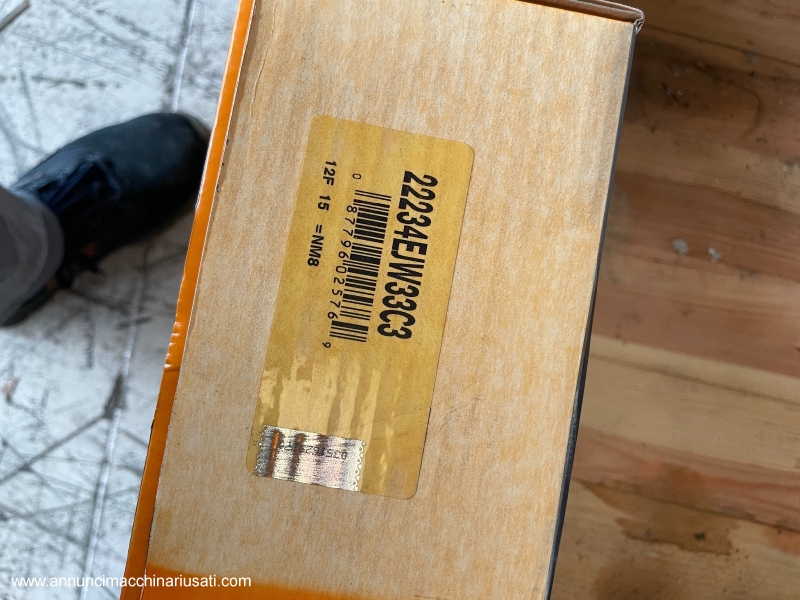 22234EJW33C3
0 87796 02576 9
12F 15 =NM8
www.annuncimacchinariusati.com